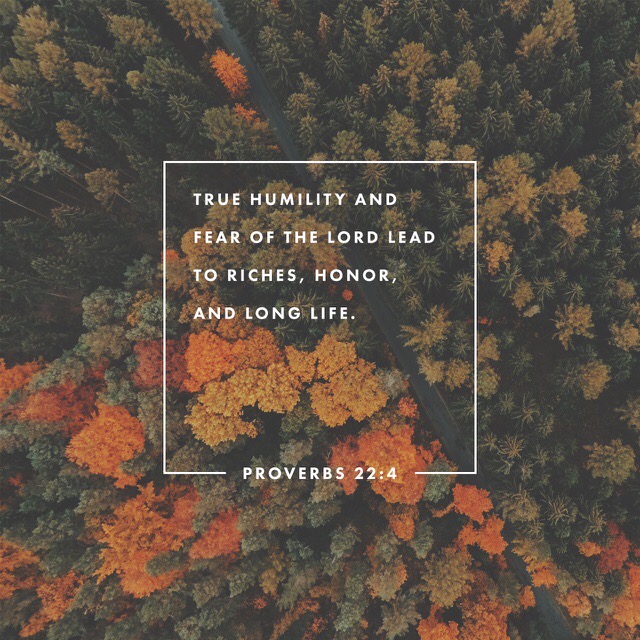 TRUE HUMILITY AND
FEAR OF THE LORD LEAD
TO RICHES, HONOR,
AND LONG LIFE.
PROVERBS 22:4